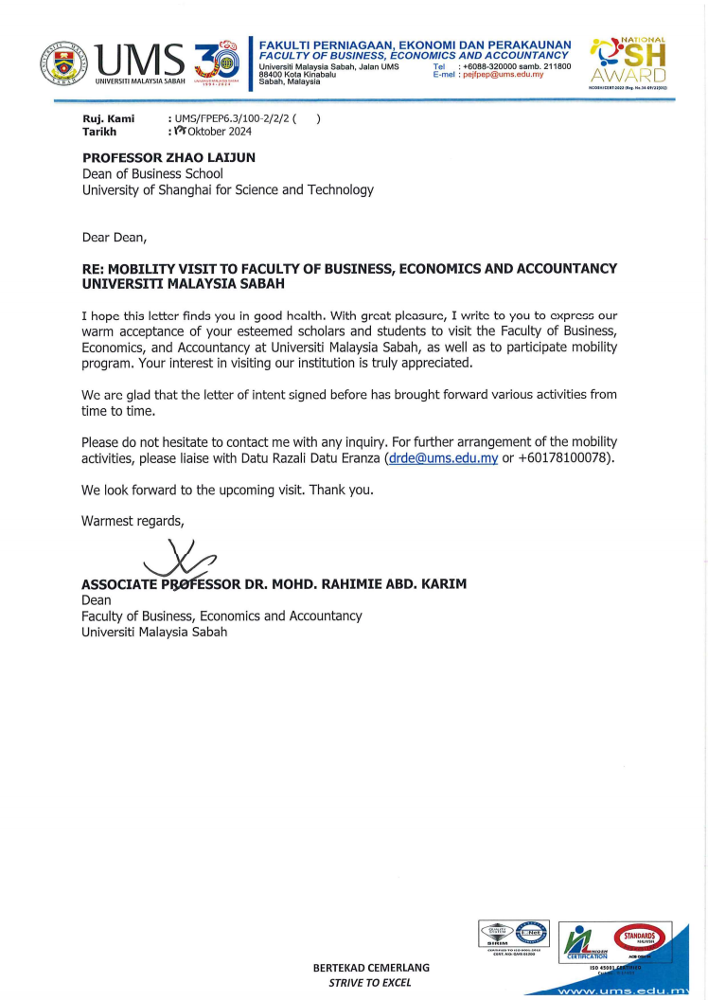 UMS
UNIVERSITI MALAYSIA SABAH
30
UNIVERSITI MALAYSIA SABAH
1994-2024
FAKULTI PERNIAGAAN, EKONOMI DAN PERAKAUNAN
FACULTY OF BUSINESS, ECONOMICS AND ACCOUNTANCY
Universiti Malaysia Sabah, Jalan UMS
88400 Kota Kinabalu
Sabah, Malaysia
Tel : +6088-320000 samb. 211800
E-mel : pejfpep@ums.edu.my
NATIONAL
OSH
AWARD
Ruj. Kami : UMS/FPEP6.3/100-2/2/2 ( )
Tarikh : Oktober 2024
PROFESSOR ZHAO LAIJUN
Dean of Business School
University of Shanghai for Science and Technology
Dear Dean,
RE: MOBILITY VISIT TO FACULTY OF BUSINESS, ECONOMICS AND ACCOUNTANCY
UNIVERSITI MALAYSIA SABAH
I hope this letter finds you in good health. With great pleasure, I write to you to express our
warm acceptance of your esteemed scholars and students to visit the Faculty of Business,
Economics, and Accountancy at Universiti Malaysia Sabah, as well as to participate mobility
program. Your interest in visiting our institution is truly appreciated.
We are glad that the letter of intent signed before has brought forward various activities from
time to time.
Please do not hesitate to contact me with any inquiry. For further arrangement of the mobility
activities, please liaise with Datu Razali Datu Eranza (drde@ums.edu.my or +60178100078).
We look forward to the upcoming visit. Thank you.
Warmest regards,
ASSOCIATE PROFESSOR DR. MOHD. RAHIMIE ABD. KARIM
Dean
Faculty of Business, Economics and Accountancy
Universiti Malaysia Sabah
BERTEKAD CEMERLANG
STRIVE TO EXCEL
SIRIM
IQNet
NIOSH
CERTIFICATION
STANDARDS
MALAYSIA
ISO 45001 CERTIFIED
www.ums.edu.my